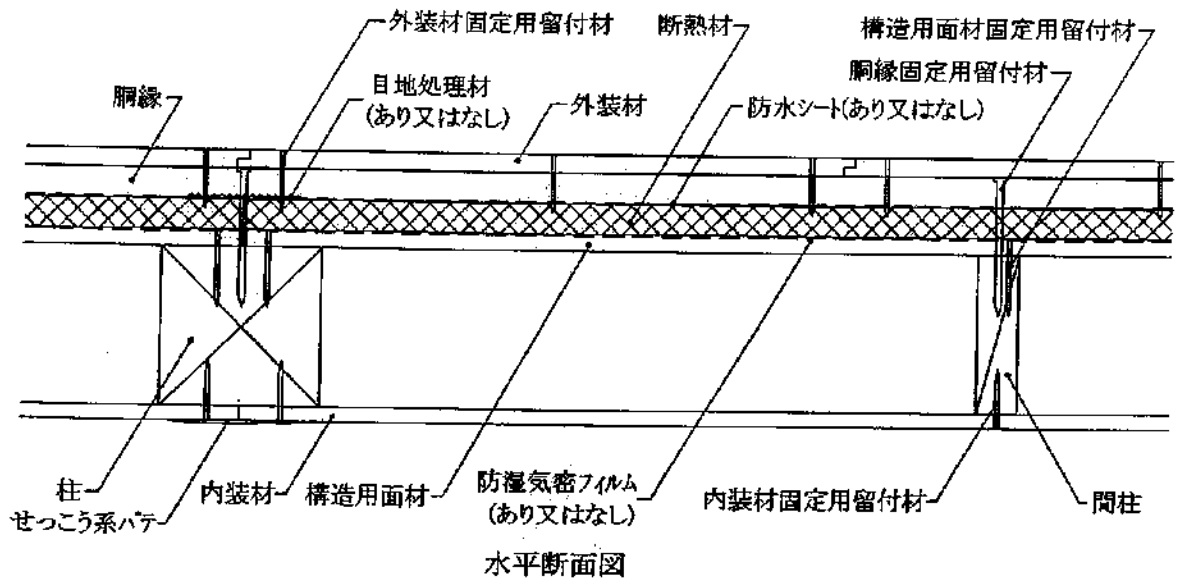 外装材固定用留付材
断熱材
構造用面材固定用留付材
胴縁固定用留付材
胴縁
目地処理材
(あり又はなし)
外装材
防水シート(あり又はなし)
柱
せっこう系パテ
内装材
構造用面材
防湿気密フィルム
(あり又はなし)
内装材固定用留付材
間柱
水平断面図